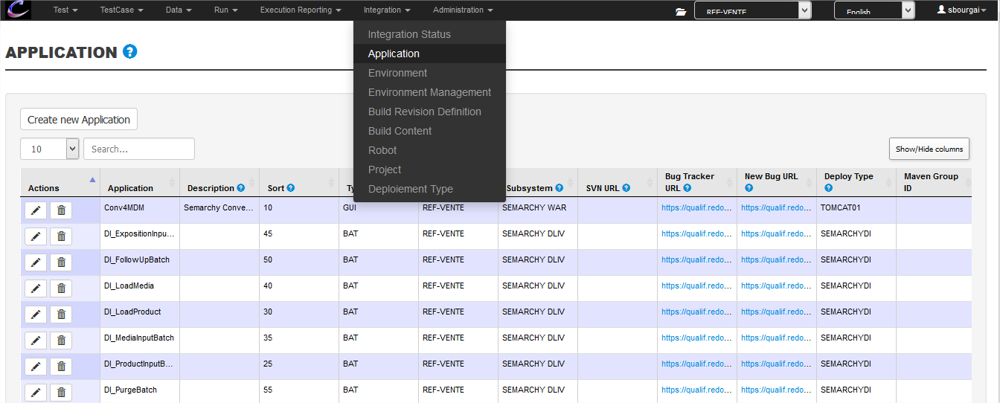 Test TestCase Data Run Execution Reporting Integration Administration REF-VENTE English sbourgai
Integration Status
Application
Environment
Environment Management
Build Revision Definition
Build Content
Robot
Project
Deploiement Type
APPLICATION ?
Create new Application
10 Search... Show/Hide columns
Actions Application Description ? Sort ? Ty Subsystem ? SVN URL ? Bug Tracker URL ? New Bug URL ? Deploy Type ? Maven Group ID
Conv4MDM Semarchy Conve... 10 GUI REF-VENTE SEMARCHY WAR https://qualif.redo... https://qualif.redo... TOMCAT01
DI_ExpositionInpu... 45 BAT REF-VENTE SEMARCHY DLIV https://qualif.redo... https://qualif.redo... SEMARCHYDI
DI_FollowUpBatch 50 BAT REF-VENTE SEMARCHY DLIV https://qualif.redo... https://qualif.redo... SEMARCHYDI
DI_LoadMedia 40 BAT REF-VENTE SEMARCHY DLIV https://qualif.redo... https://qualif.redo... SEMARCHYDI
DI_LoadProduct 30 BAT REF-VENTE SEMARCHY DLIV https://qualif.redo... https://qualif.redo... SEMARCHYDI
DI_MediaInputBatch 35 BAT REF-VENTE SEMARCHY DLIV https://qualif.redo... https://qualif.redo... SEMARCHYDI
DI_ProductInputB... 25 BAT REF-VENTE SEMARCHY DLIV https://qualif.redo... https://qualif.redo... SEMARCHYDI
DI_PurgeBatch 55 BAT REF-VENTE SEMARCHY DLIV https://qualif.redo... https://qualif.redo... SEMARCHYDI